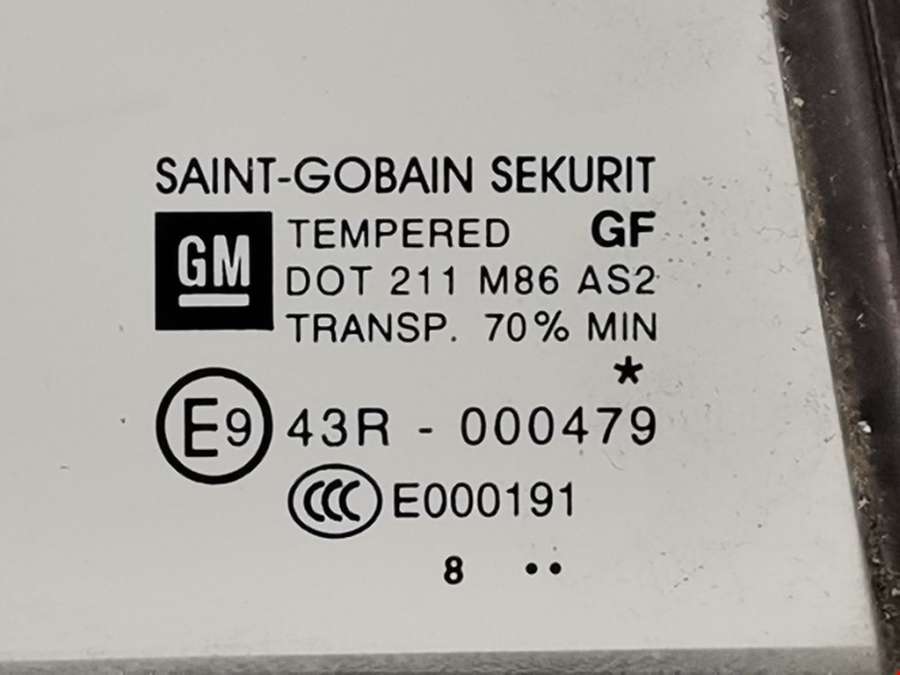 SAINT-GOBAIN SEKURIT
GM
TEMPERED GF
DOT 211 M86 AS2
TRANSP. 70% MIN
*
E9 43R - 000479
CCC E000191
8 ..